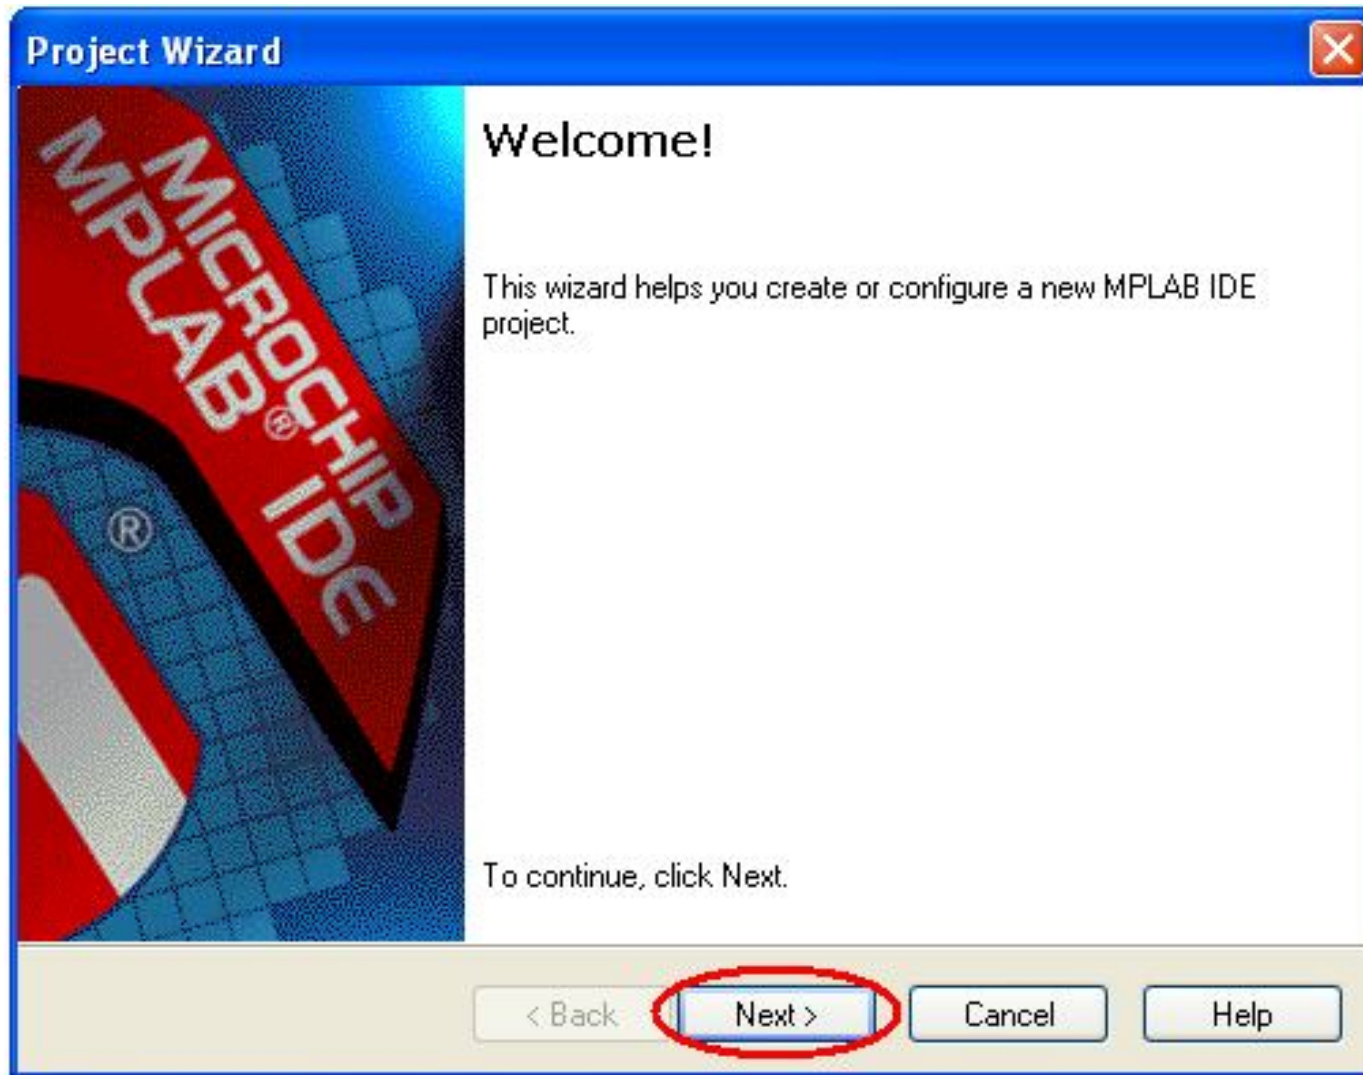 Project Wizard
MICROCHIP
MPLAB® IDE
®
Welcome!
This wizard helps you create or configure a new MPLAB IDE
project.
To continue, click Next.
< Back
Next >
Cancel
Help